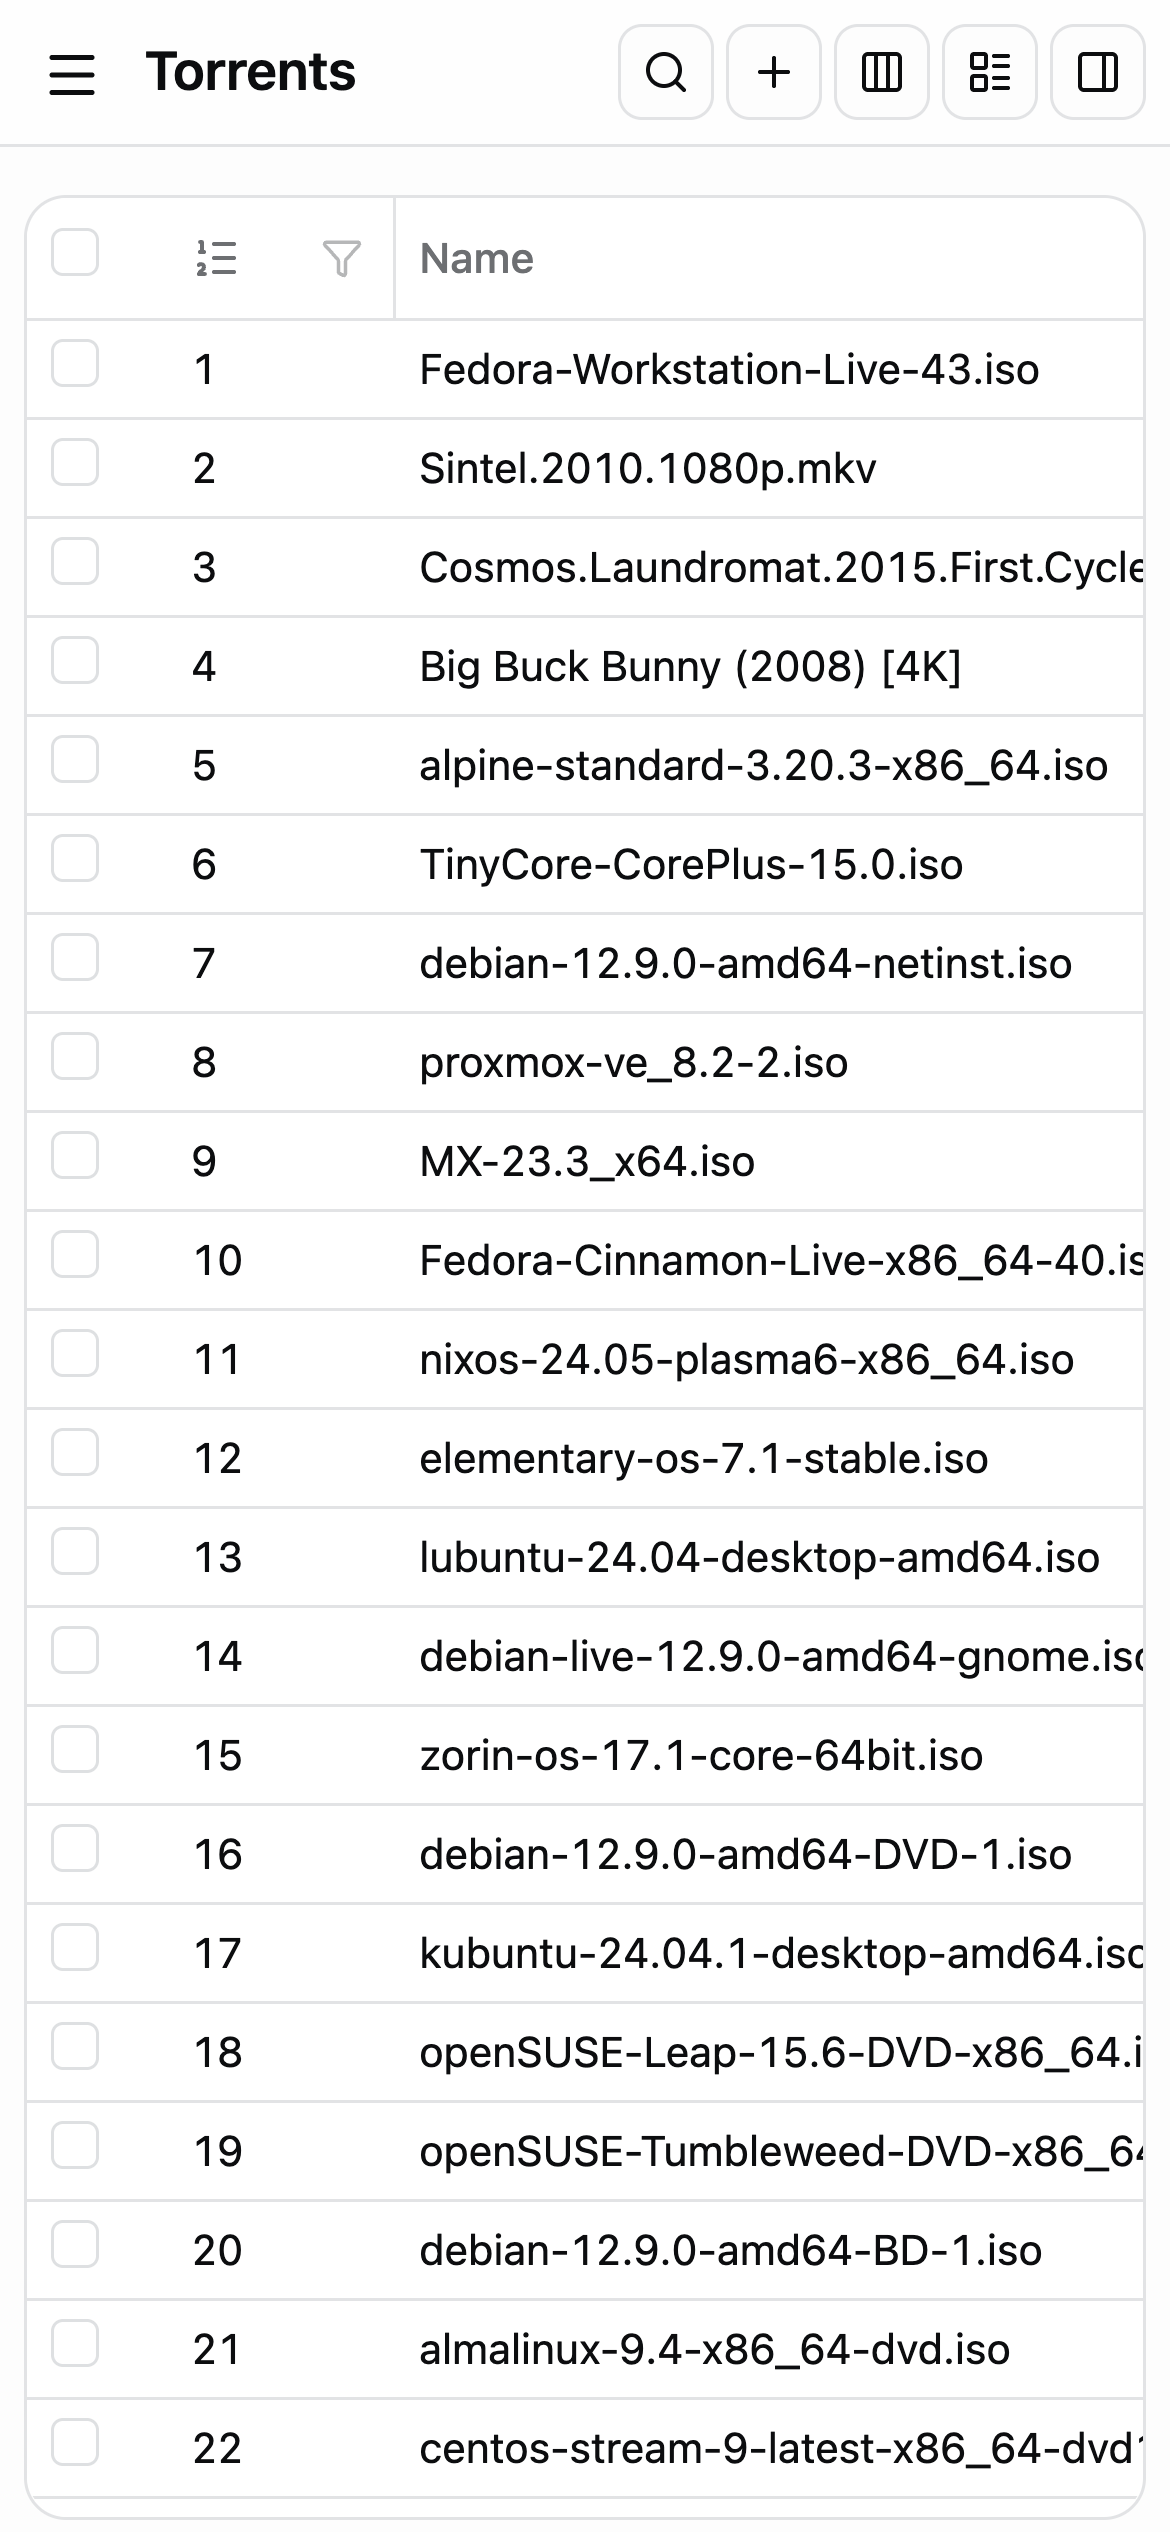 Torrents
Name
1 Fedora-Workstation-Live-43.iso
2 Sintel.2010.1080p.mkv
3 Cosmos.Laundromat.2015.First.Cycle
4 Big Buck Bunny (2008) [4K]
5 alpine-standard-3.20.3-x86_64.iso
6 TinyCore-CorePlus-15.0.iso
7 debian-12.9.0-amd64-netinst.iso
8 proxmox-ve_8.2-2.iso
9 MX-23.3_x64.iso
10 Fedora-Cinnamon-Live-x86_64-40.is
11 nixos-24.05-plasma6-x86_64.iso
12 elementary-os-7.1-stable.iso
13 lubuntu-24.04-desktop-amd64.iso
14 debian-live-12.9.0-amd64-gnome.iso
15 zorin-os-17.1-core-64bit.iso
16 debian-12.9.0-amd64-DVD-1.iso
17 kubuntu-24.04.1-desktop-amd64.iso
18 openSUSE-Leap-15.6-DVD-x86_64.i
19 openSUSE-Tumbleweed-DVD-x86_64
20 debian-12.9.0-amd64-BD-1.iso
21 almalinux-9.4-x86_64-dvd.iso
22 centos-stream-9-latest-x86_64-dvd1